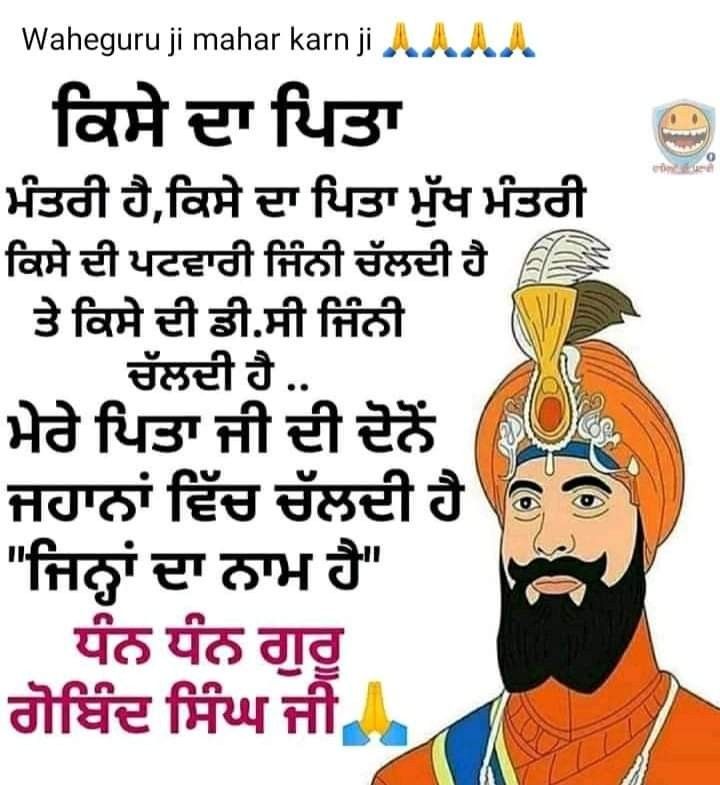 Waheguru ji mahar karn ji 🙏🙏🙏🙏
ਕਿਸੇ ਦਾ ਪਿਤਾ
ਮੰਤਰੀ ਹੈ,ਕਿਸੇ ਦਾ ਪਿਤਾ ਮੁੱਖ ਮੰਤਰੀ
ਕਿਸੇ ਦੀ ਪਟਵਾਰੀ ਜਿੰਨੀ ਚੱਲਦੀ ਹੈ
ਤੇ ਕਿਸੇ ਦੀ ਡੀ.ਸੀ ਜਿੰਨੀ
ਚੱਲਦੀ ਹੈ ..
ਮੇਰੇ ਪਿਤਾ ਜੀ ਦੀ ਦੋਨੋਂ
ਜਹਾਨਾਂ ਵਿੱਚ ਚੱਲਦੀ ਹੈ
"ਜਿਨ੍ਹਾਂ ਦਾ ਨਾਮ ਹੈ"
ਧੰਨ ਧੰਨ ਗੁਰੂ
ਗੋਬਿੰਦ ਸਿੰਘ ਜੀ🙏